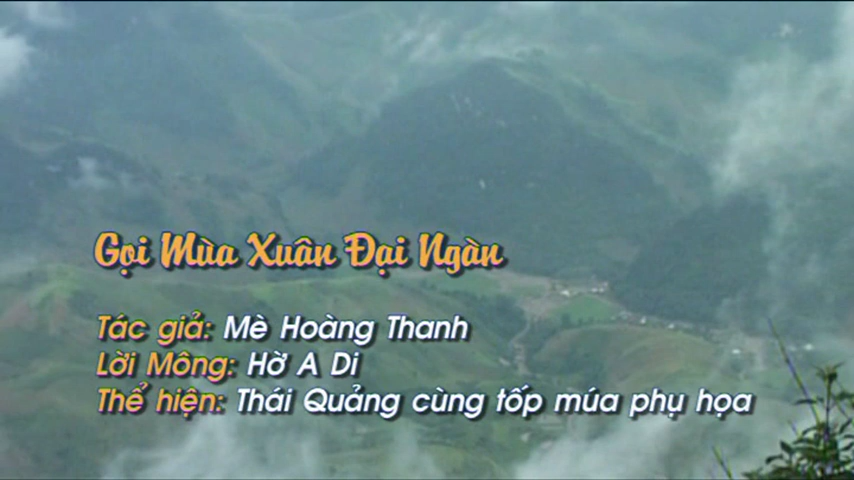 Gọi Mùa Xuân Đại Ngàn
Tác giả: Mè Hoàng Thanh
Lời Mông: Hờ A Di
Thể hiện: Thái Quảng cùng tốp múa phụ họa